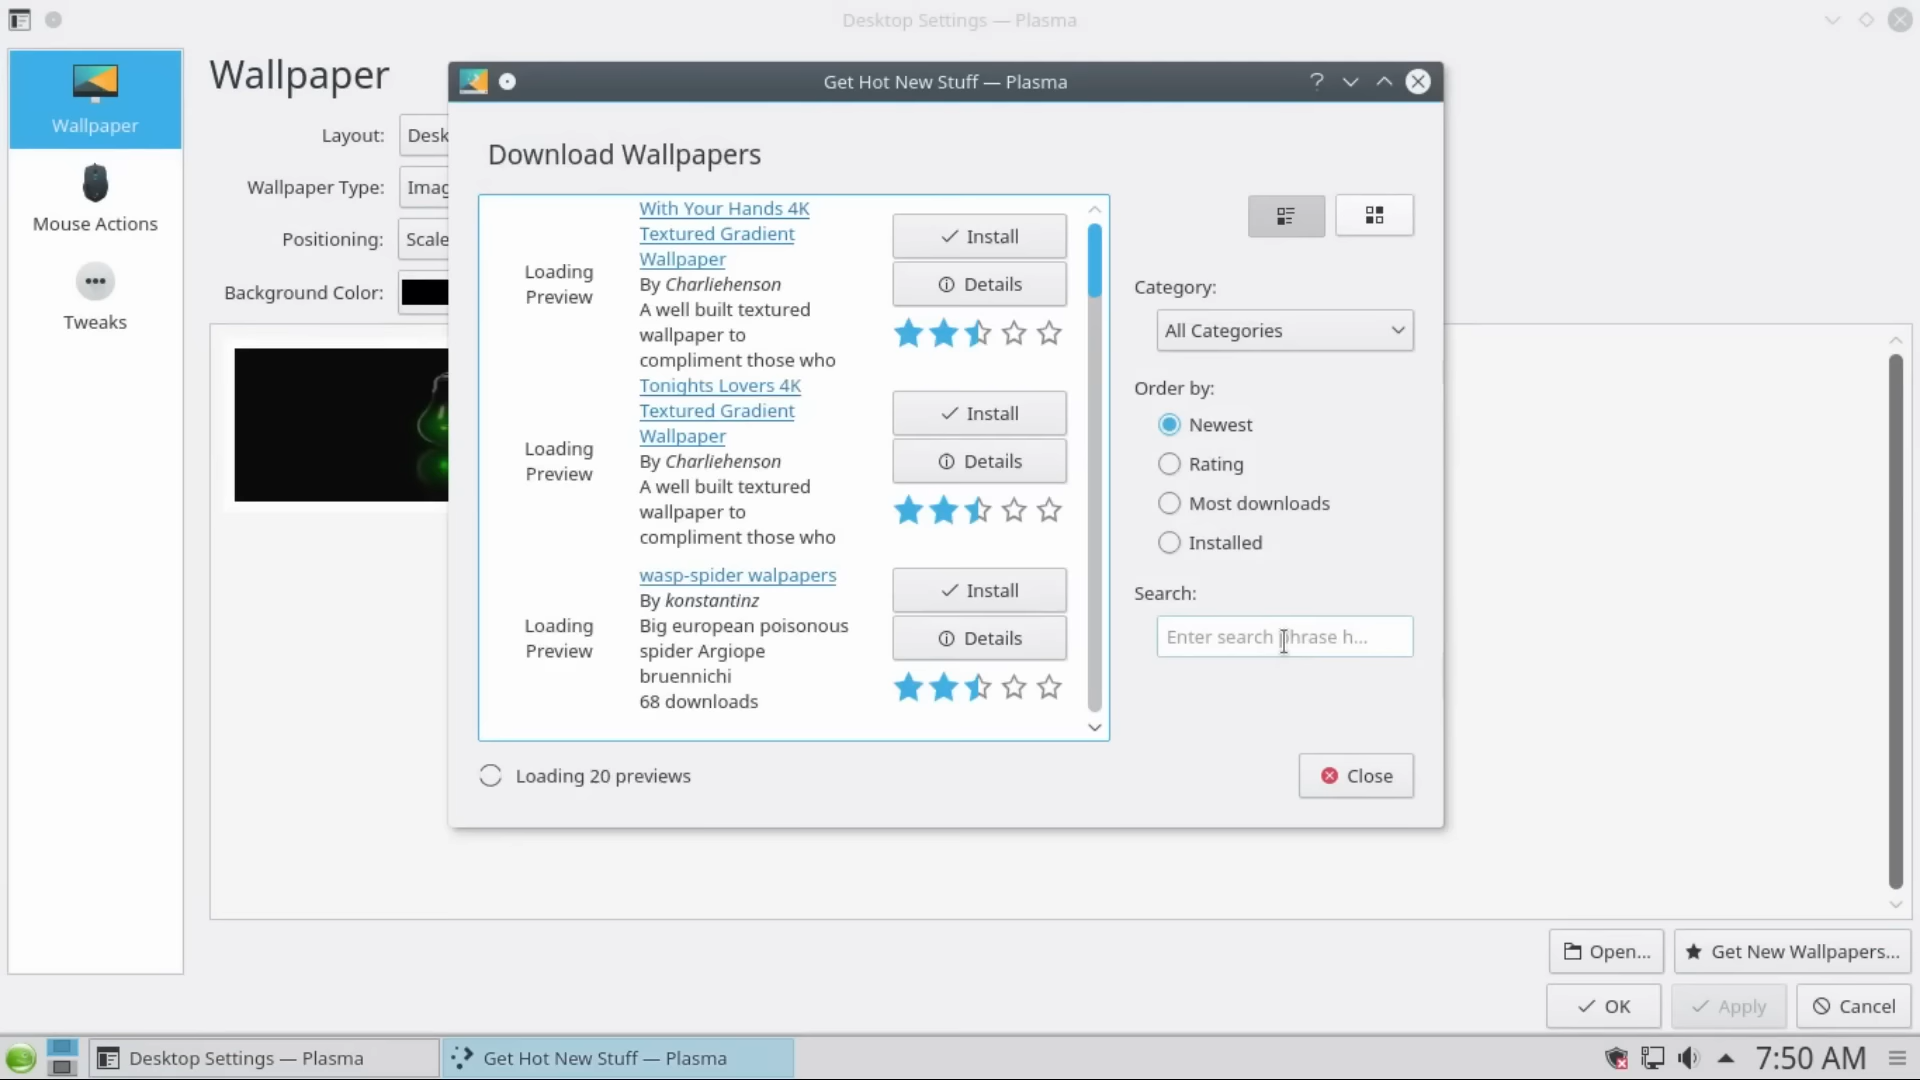 Desktop Settings — Plasma
Wallpaper
Mouse Actions
Tweaks
Wallpaper
Layout:
Desk
Wallpaper Type:
Imag
Positioning:
Scale
Background Color:
Get Hot New Stuff — Plasma
?
Download Wallpapers
Loading
Preview
With Your Hands 4K
Textured Gradient
Wallpaper
By Charliehenson
A well built textured
wallpaper to
compliment those who
Install
Details
Loading
Preview
Tonights Lovers 4K
Textured Gradient
Wallpaper
By Charliehenson
A well built textured
wallpaper to
compliment those who
Install
Details
Loading
Preview
wasp-spider walpapers
By konstantinz
Big european poisonous
spider Argiope
bruennichi
68 downloads
Install
Details
Category:
All Categories
Order by:
Newest
Rating
Most downloads
Installed
Search:
Enter search phrase h...
Loading 20 previews
Close
Open...
Get New Wallpapers...
OK
Apply
Cancel
Desktop Settings — Plasma
Get Hot New Stuff — Plasma
7:50 AM